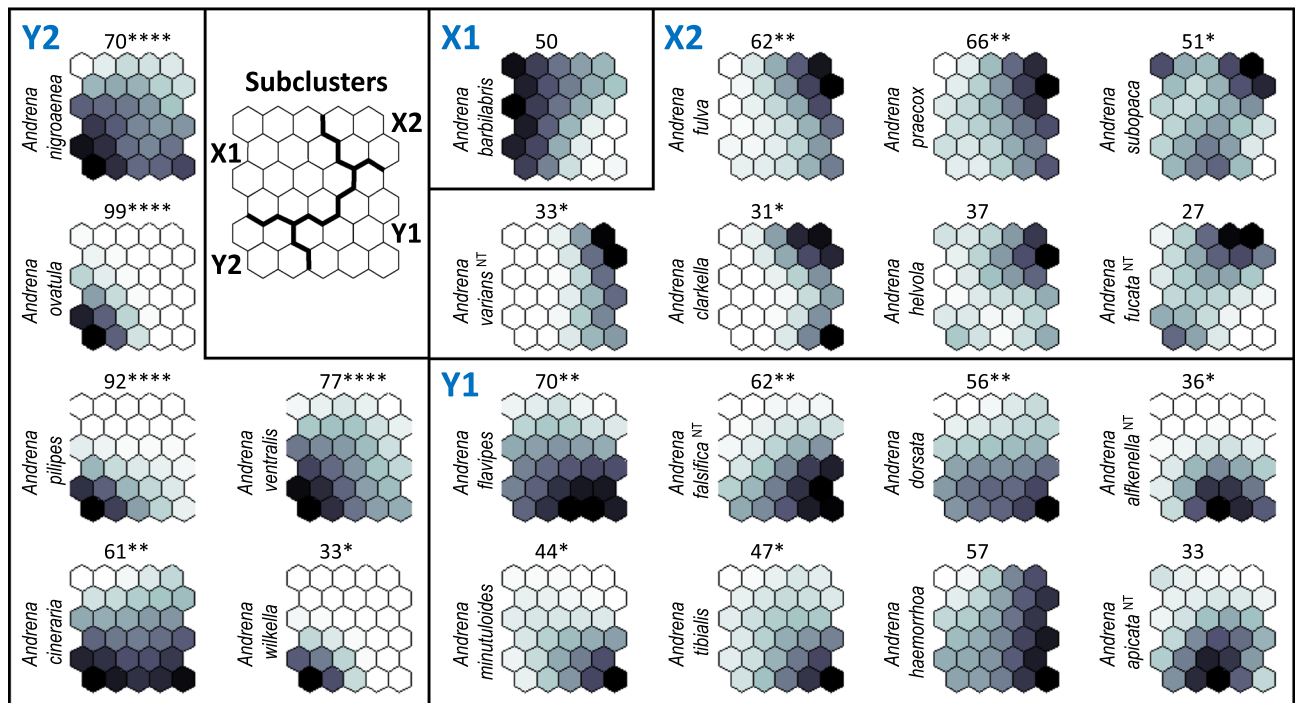 Y2
70****
Andrena
nigroaenea
99****
Andrena
ovatula
92****
Andrena
pilipes
77****
Andrena
ventralis
61**
Andrena
cineraria
33*
Andrena
wilkella
Subclusters
X2
X1
Y1
Y2
X1
50
Andrena
barbilabris
X2
62**
Andrena
fulva
66**
Andrena
praecox
51*
Andrena
subopaca
33*
Andrena
varians NT
31*
Andrena
clarkella
37
Andrena
helvola
27
Andrena
fucata NT
Y1
70**
Andrena
flavipes
62**
Andrena
falsifica NT
56**
Andrena
dorsata
36*
Andrena
alfkenella NT
44*
Andrena
minutuloides
47*
Andrena
tibialis
57
Andrena
haemorrhoa
33
Andrena
apicata NT